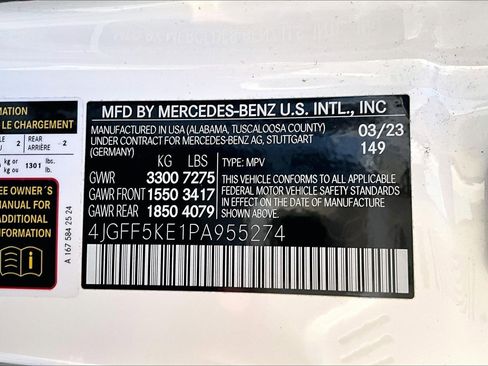 MFD BY MERCEDES-BENZ U.S. INTL., INC
MANUFACTURED IN USA (ALABAMA, TUSCALOOSA COUNTY)
UNDER CONTRACT FOR MERCEDES-BENZ AG, STUTTGART
(GERMANY)
03/23
149
KG LBS
TYPE: MPV
GWVR 3300 7275
GAWR FRONT 1550 3417
GAWR REAR 1850 4079
THIS VEHICLE CONFORMS TO ALL APPLICABLE
FEDERAL MOTOR VEHICLE SAFETY STANDARDS
IN EFFECT ON THE DATE OF MANUFACTURE
AS SHOWN ABOVE
4JGFF5KE1PA955274
LE CHARGEMENT
2
REAR
ARRIÈRE
2
kg or
kg ou
1301 lbs.
EE OWNER´S
MANUAL FOR
ADDITIONAL
NFORMATION
A 167 584 25 24